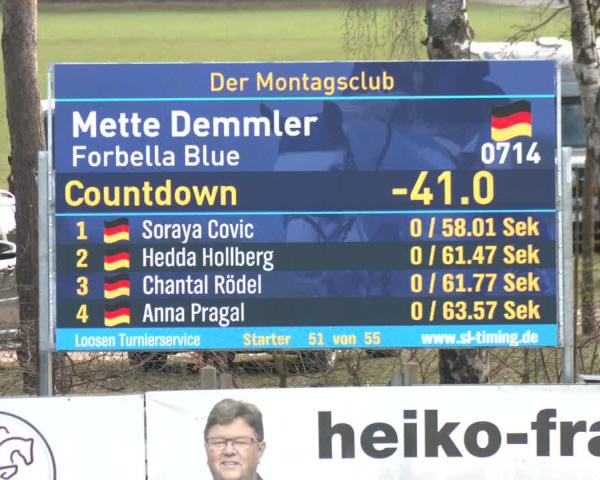 Der Montagsclub
Mette Demmler
Forbella Blue 0714
Countdown -41.0
1 Soraya Covic 0 / 58.01 Sek
2 Hedda Hollberg 0 / 61.47 Sek
3 Chantal Rödel 0 / 61.77 Sek
4 Anna Pragal 0 / 63.57 Sek
Loosen Turnierservice Starter 51 von 55 www.sl-timing.de
heiko-fra